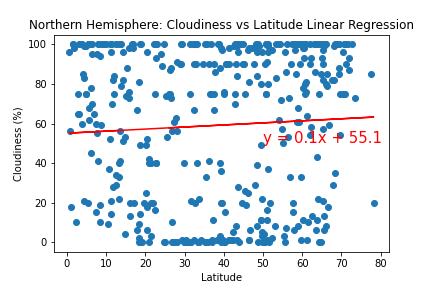 Northern Hemisphere: Cloudiness vs Latitude Linear Regression
100
80
60
40
20
0
Cloudiness (%)
y = 0.1x + 55.1
0 10 20 30 40 50 60 70 80
Latitude